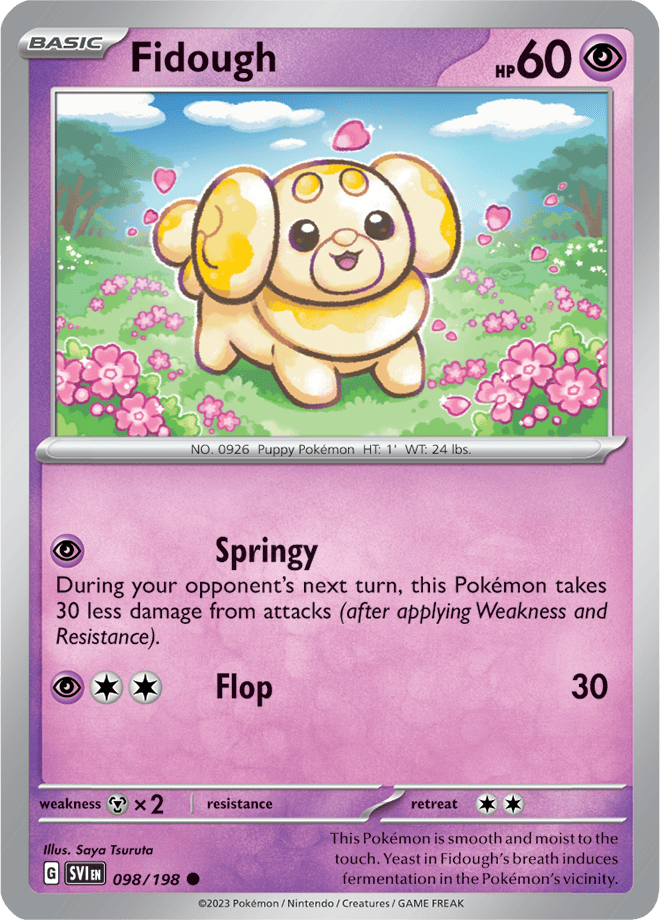 BASIC Fidough HP60
NO. 0926 Puppy Pokémon HT: 1' WT: 24 lbs.
Springy
During your opponent's next turn, this Pokémon takes
30 less damage from attacks (after applying Weakness and
Resistance).
Flop 30
weakness ×2 resistance retreat
Illus. Saya Tsuruta
G SVI EN 098/198
This Pokémon is smooth and moist to the
touch. Yeast in Fidough's breath induces
fermentation in the Pokémon's vicinity.
©2023 Pokémon / Nintendo / Creatures / GAME FREAK